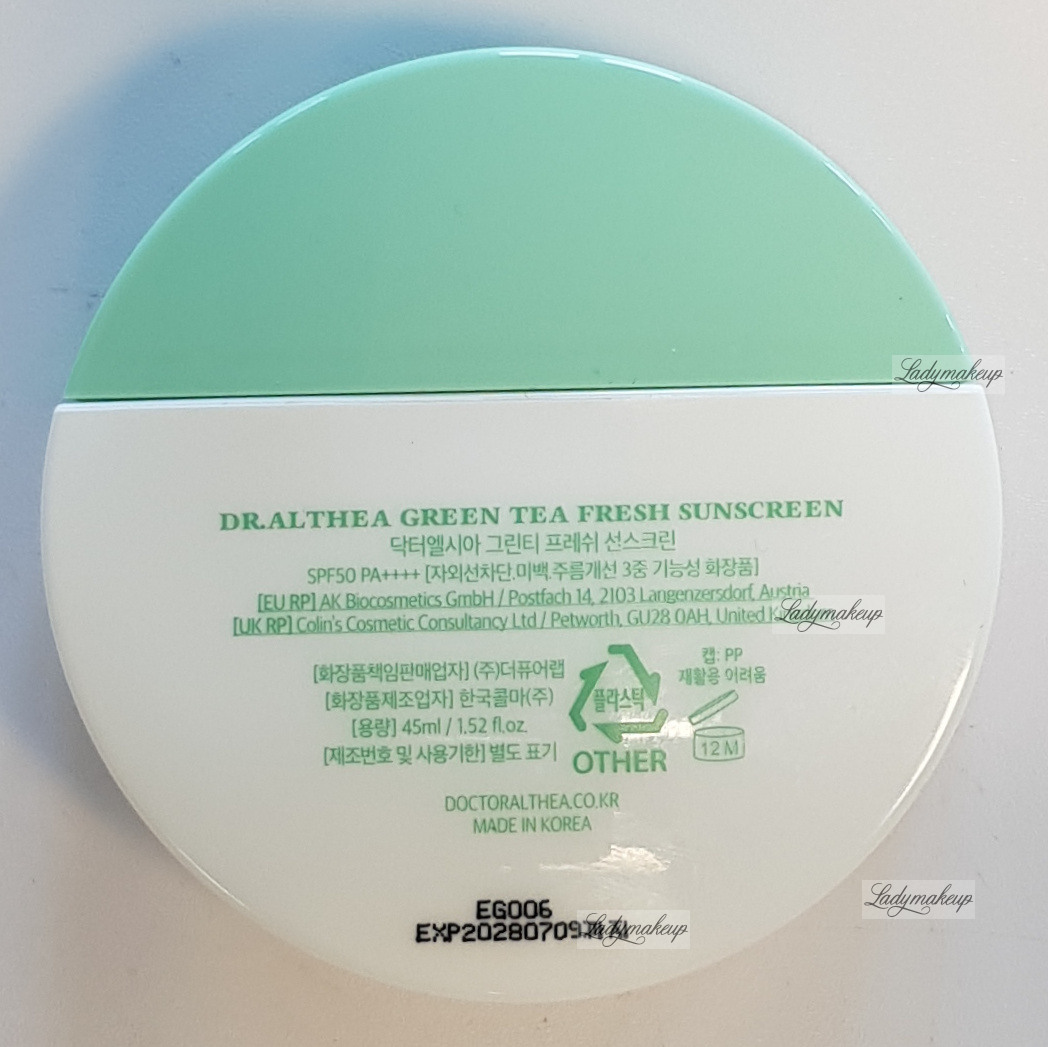 DR.ALTHEA GREEN TEA FRESH SUNSCREEN
닥터엘시아 그린티 프레쉬 선스크린
SPF50 PA++++ [자외선차단.미백.주름개선 3중 기능성 화장품]
[EU RP] AK Biocosmetics GmbH / Postfach 14, 2103 Langenzersdorf, Austria
[UK RP] Colin's Cosmetic Consultancy Ltd / Petworth, GU28 0AH, United
[화장품책임판매업자] (주)더퓨어랩
[화장품제조업자] 한국콜마(주)
[용량] 45ml / 1.52 fl.oz.
[제조번호 및 사용기한] 별도 표기
플라스틱
OTHER
캡: PP
재활용 어려움
12 M
DOCTORALTHEA.CO.KR
MADE IN KOREA
EG006
EXP20280709
Ladymakeup
Ladymakeup
Ladymakeup
Ladymakeup